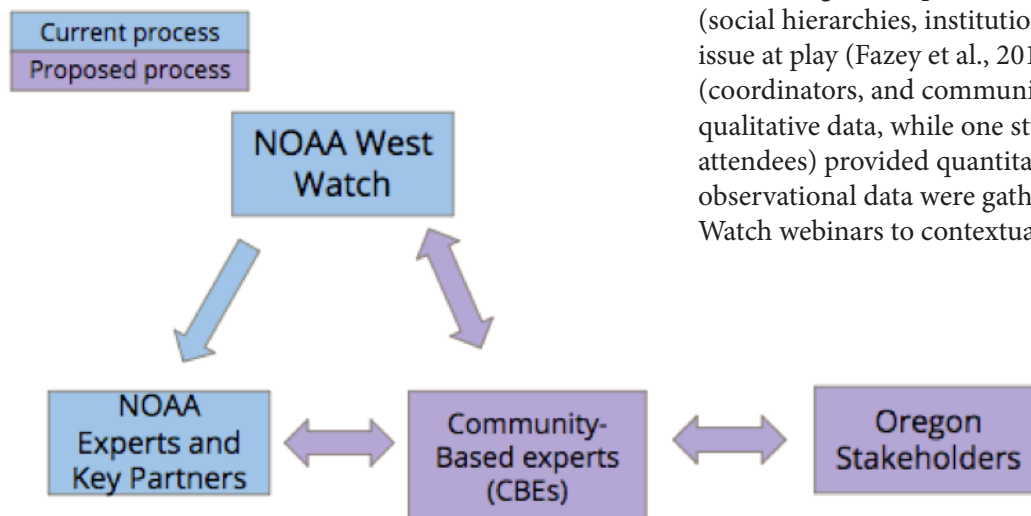 Current process
Proposed process
NOAA West
Watch
NOAA
Experts and
Key Partners
Community-
Based experts
(CBEs)
Oregon
Stakeholders
(social hierarchies, institution
issue at play (Fazey et al., 201
(coordinators, and communi
qualitative data, while one st
attendees) provided quantita
observational data were gath
Watch webinars to contextua